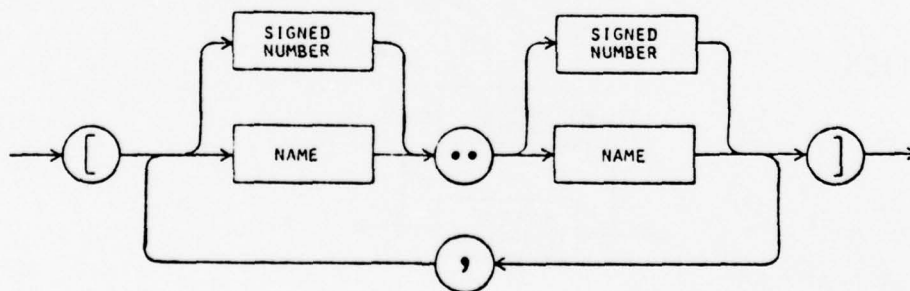 SIGNED
NUMBER
SIGNED
NUMBER
[
NAME
..
NAME
]
,